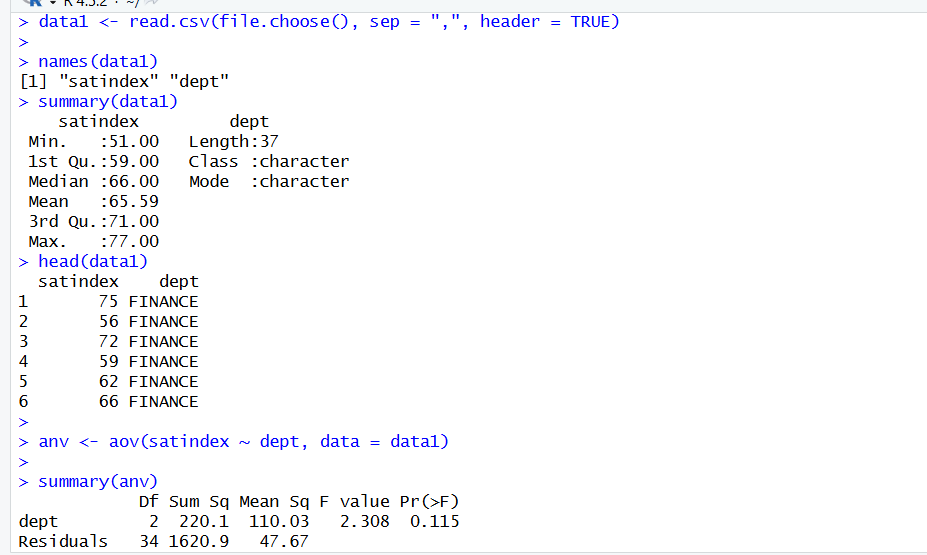 R 4.5.2 · ~/
> data1 <- read.csv(file.choose(), sep = ",", header = TRUE)
>
> names(data1)
[1] "satindex" "dept"
> summary(data1)
    satindex         dept
 Min.   :51.00   Length:37
 1st Qu.:59.00   Class :character
 Median :66.00   Mode  :character
 Mean   :65.59
 3rd Qu.:71.00
 Max.   :77.00
> head(data1)
  satindex    dept
1       75 FINANCE
2       56 FINANCE
3       72 FINANCE
4       59 FINANCE
5       62 FINANCE
6       66 FINANCE
>
> anv <- aov(satindex ~ dept, data = data1)
>
> summary(anv)
            Df Sum Sq Mean Sq F value Pr(>F)
dept         2  220.1  110.03   2.308  0.115
Residuals   34 1620.9   47.67